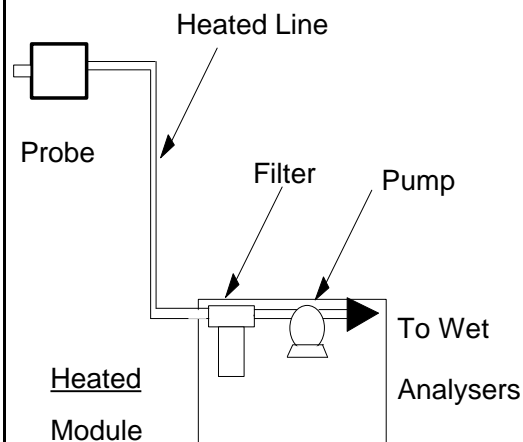 Heated Line
Probe
Filter
Pump
To Wet
Analysers
Heated
Module